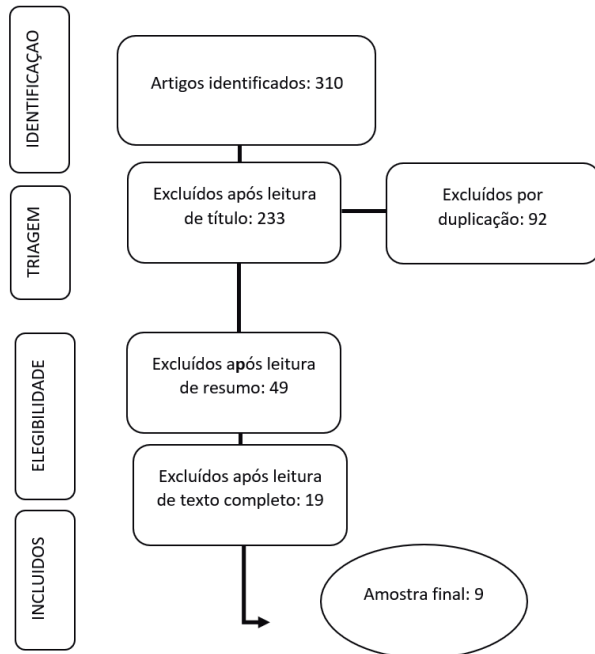 IDENTIFICAÇAO
Artigos identificados: 310
TRIAGEM
Excluídos após leitura
de título: 233
Excluídos por
duplicação: 92
ELEGIBILIDADE
Excluídos após leitura
de resumo: 49
Excluídos após leitura
de texto completo: 19
INCLUIDOS
Amostra final: 9